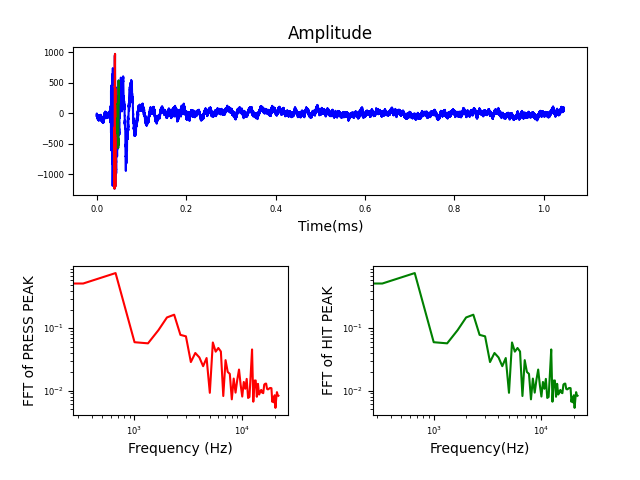 Amplitude
1000
500
0
−500
−1000
0.0 0.2 0.4 0.6 0.8 1.0
Time(ms)
FFT of PRESS PEAK
10⁻¹
10⁻²
10³ 10⁴
Frequency (Hz)
FFT of HIT PEAK
10⁻¹
10⁻²
10³ 10⁴
Frequency(Hz)